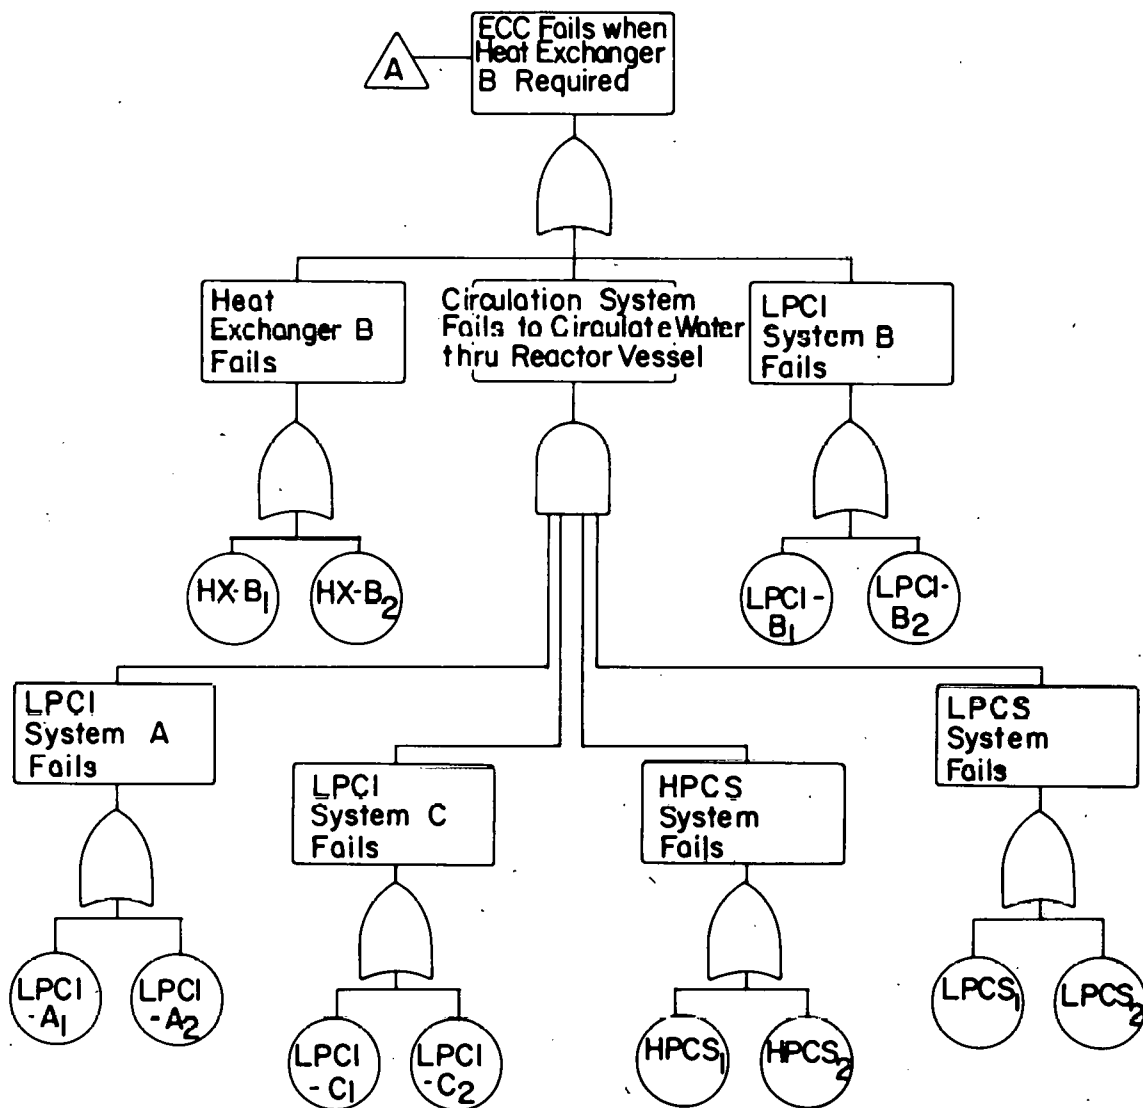 ECC Fails when
Heat Exchanger
B Required
A
Heat
Exchanger B
Fails
Circulation System
Fails to Circulate Water
thru Reactor Vessel
LPCI
System B
Fails
HX-B1
HX-B2
LPCI-
B1
LPCI-
B2
LPCI
System A
Fails
LPCI
System C
Fails
HPCS
System
Fails
LPCS
System
Fails
LPCI
-A1
LPCI
-A2
LPCI
-C1
LPCI
-C2
HPCS1
HPCS2
LPCS1
LPCS2